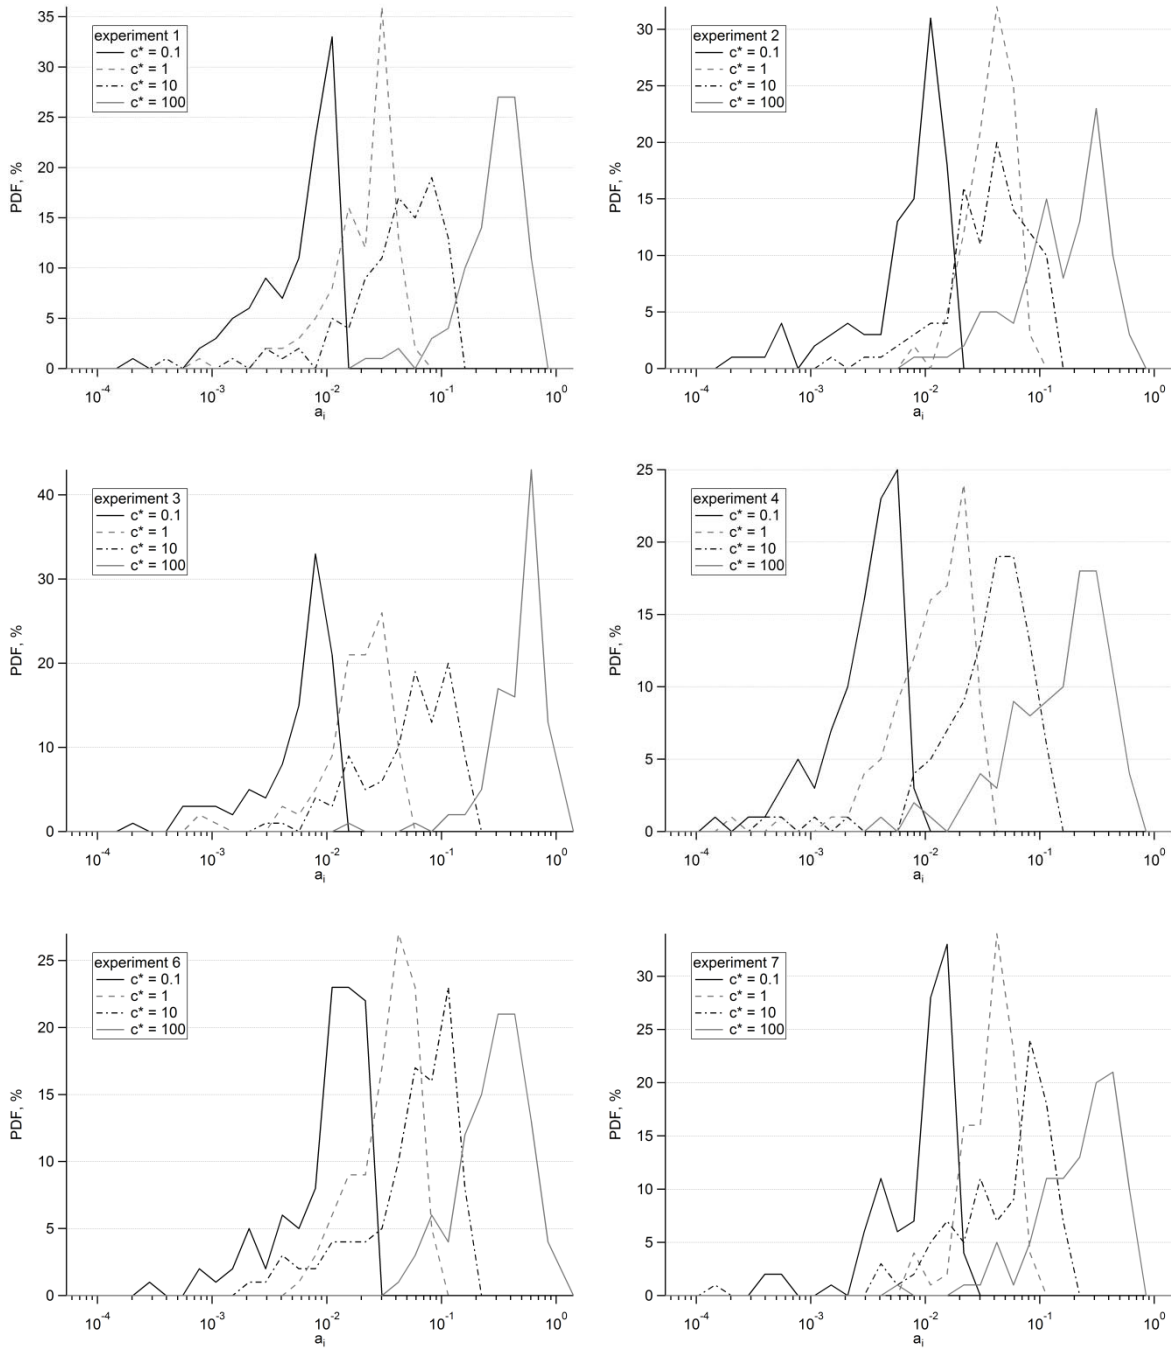 experiment 1
c* = 0.1
c* = 1
c* = 10
c* = 100
35
30
25
20
15
10
5
0
PDF, %
10⁻⁴ 10⁻³ 10⁻² 10⁻¹ 10⁰
aᵢ
experiment 2
c* = 0.1
c* = 1
c* = 10
c* = 100
30
25
20
15
10
5
0
PDF, %
10⁻⁴ 10⁻³ 10⁻² 10⁻¹ 10⁰
aᵢ
experiment 3
c* = 0.1
c* = 1
c* = 10
c* = 100
40
30
20
10
0
PDF, %
10⁻⁴ 10⁻³ 10⁻² 10⁻¹ 10⁰
aᵢ
experiment 4
c* = 0.1
c* = 1
c* = 10
c* = 100
25
20
15
10
5
0
PDF, %
10⁻⁴ 10⁻³ 10⁻² 10⁻¹ 10⁰
aᵢ
experiment 6
c* = 0.1
c* = 1
c* = 10
c* = 100
25
20
15
10
5
0
PDF, %
10⁻⁴ 10⁻³ 10⁻² 10⁻¹ 10⁰
aᵢ
experiment 7
c* = 0.1
c* = 1
c* = 10
c* = 100
30
25
20
15
10
5
0
PDF, %
10⁻⁴ 10⁻³ 10⁻² 10⁻¹ 10⁰
aᵢ